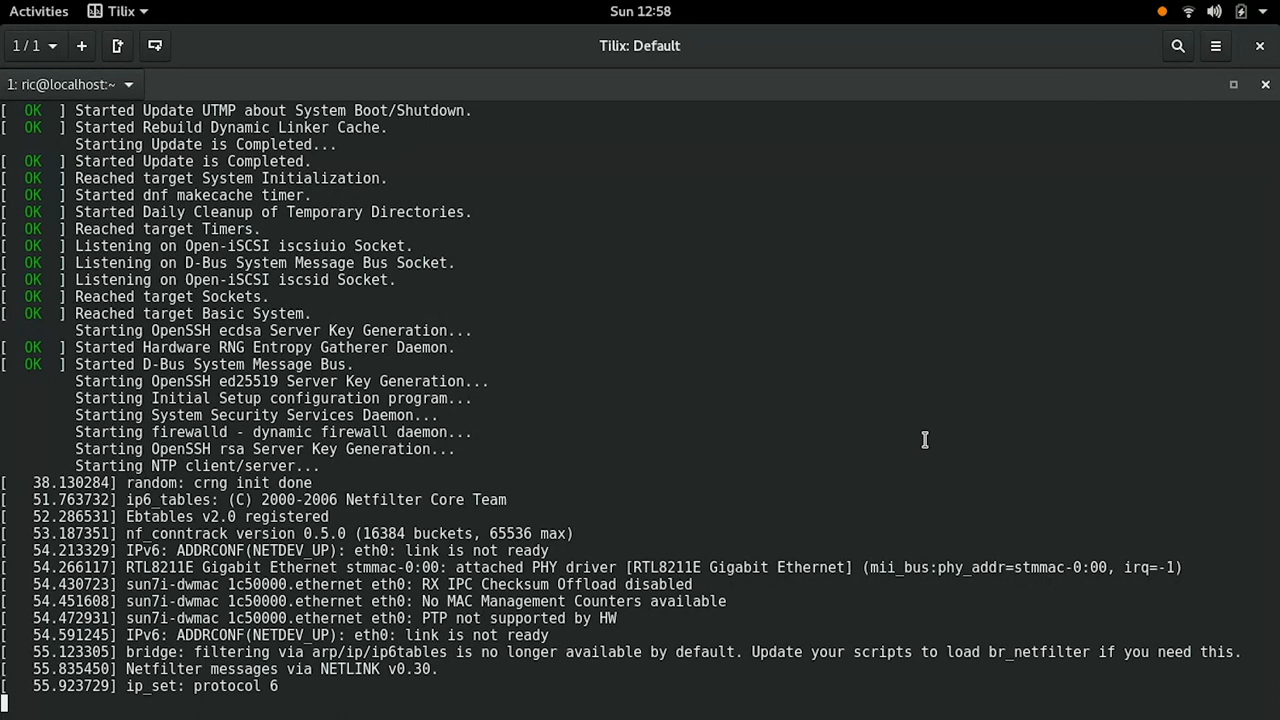 Activities Tilix Sun 12:58
1 / 1 Tilix: Default
1: ric@localhost:~
[  OK  ] Started Update UTMP about System Boot/Shutdown.
[  OK  ] Started Rebuild Dynamic Linker Cache.
Starting Update is Completed...
[  OK  ] Started Update is Completed.
[  OK  ] Reached target System Initialization.
[  OK  ] Started dnf makecache timer.
[  OK  ] Started Daily Cleanup of Temporary Directories.
[  OK  ] Reached target Timers.
[  OK  ] Listening on Open-iSCSI iscsiuio Socket.
[  OK  ] Listening on D-Bus System Message Bus Socket.
[  OK  ] Listening on Open-iSCSI iscsid Socket.
[  OK  ] Reached target Sockets.
[  OK  ] Reached target Basic System.
Starting OpenSSH ecdsa Server Key Generation...
[  OK  ] Started Hardware RNG Entropy Gatherer Daemon.
[  OK  ] Started D-Bus System Message Bus.
Starting OpenSSH ed25519 Server Key Generation...
Starting Initial Setup configuration program...
Starting System Security Services Daemon...
Starting firewalld - dynamic firewall daemon...
Starting OpenSSH rsa Server Key Generation...
Starting NTP client/server...
[   38.130284] random: crng init done
[   51.763732] ip6_tables: (C) 2000-2006 Netfilter Core Team
[   52.286531] Ebtables v2.0 registered
[   53.187351] nf_conntrack version 0.5.0 (16384 buckets, 65536 max)
[   54.213329] IPv6: ADDRCONF(NETDEV_UP): eth0: link is not ready
[   54.266117] RTL8211E Gigabit Ethernet stmmac-0:00: attached PHY driver [RTL8211E Gigabit Ethernet] (mii_bus:phy_addr=stmmac-0:00, irq=-1)
[   54.430723] sun7i-dwmac 1c50000.ethernet eth0: RX IPC Checksum Offload disabled
[   54.451608] sun7i-dwmac 1c50000.ethernet eth0: No MAC Management Counters available
[   54.472931] sun7i-dwmac 1c50000.ethernet eth0: PTP not supported by HW
[   54.591245] IPv6: ADDRCONF(NETDEV_UP): eth0: link is not ready
[   55.123305] bridge: filtering via arp/ip/ip6tables is no longer available by default. Update your scripts to load br_netfilter if you need this.
[   55.835450] Netfilter messages via NETLINK v0.30.
[   55.923729] ip_set: protocol 6